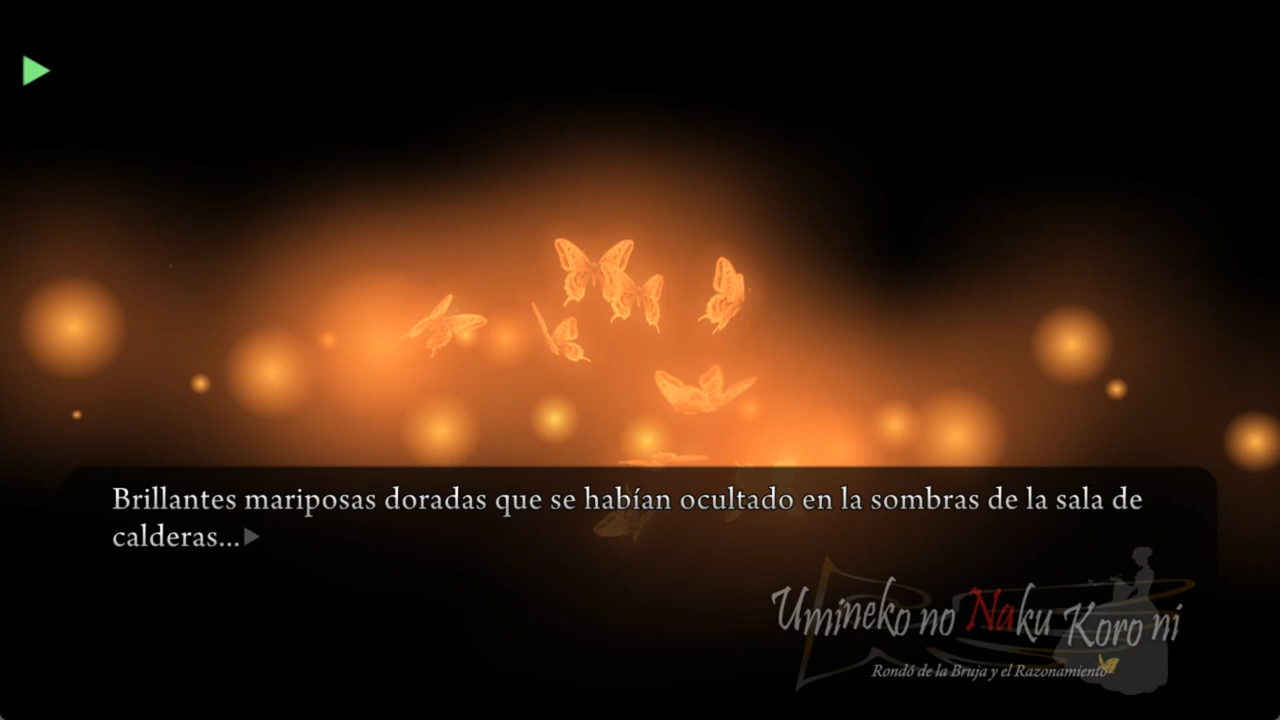 Brillantes mariposas doradas que se habían ocultado en la sombras de la sala de
calderas...
Umineko no Naku Koro ni
Rondó de la Bruja y el Razonamiento